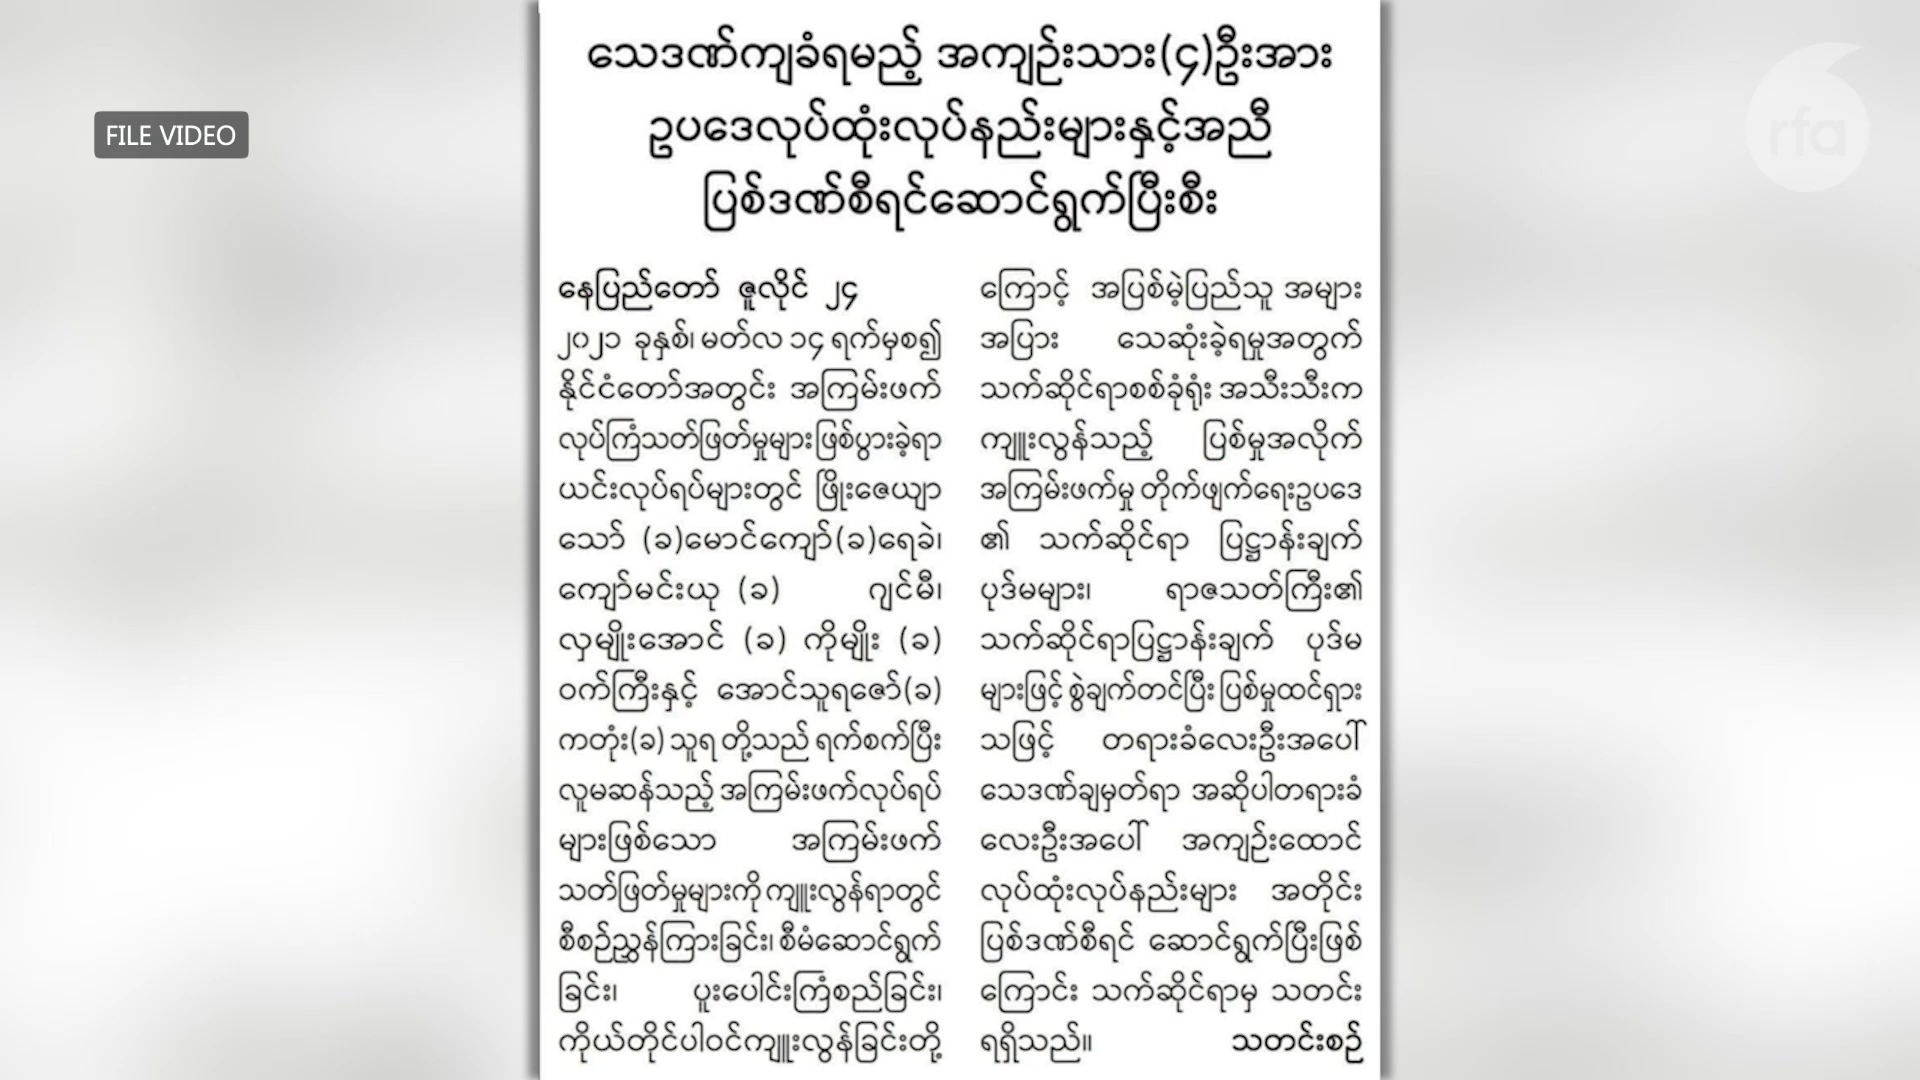 သေဒဏ်ကျခံရမည့် အကျဉ်းသား(၄)ဦးအား
ဥပဒေလုပ်ထုံးလုပ်နည်းများနှင့်အညီ
ပြစ်ဒဏ်စီရင်ဆောင်ရွက်ပြီးစီး
FILE VIDEO
rfa
နေပြည်တော် ဇူလိုင် ၂၄
၂၀၂၁ ခုနှစ်၊ မတ်လ ၁၄ ရက်မှစ၍
နိုင်ငံတော်အတွင်း အကြမ်းဖက်
လုပ်ကြံသတ်ဖြတ်မှုများဖြစ်ပွားခဲ့ရာ
ယင်းလုပ်ရပ်များတွင် ဖြိုးဇေယျာ
သော် (ခ)မောင်ကျော်(ခ)ရေခဲ၊
ကျော်မင်းယု (ခ) ဂျင်မီ၊
လှမျိုးအောင် (ခ) ကိုမျိုး (ခ)
ဝက်ကြီးနှင့် အောင်သူရဇော်(ခ)
ကတုံး(ခ) သူရ တို့သည် ရက်စက်ပြီး
လူမဆန်သည့် အကြမ်းဖက်လုပ်ရပ်
များဖြစ်သော အကြမ်းဖက်
သတ်ဖြတ်မှုများကို ကျူးလွန်ရာတွင်
စီစဉ်ညွှန်ကြားခြင်း၊ စီမံဆောင်ရွက်
ခြင်း၊ ပူးပေါင်းကြံစည်ခြင်း၊
ကိုယ်တိုင်ပါဝင်ကျူးလွန်ခြင်းတို့
ကြောင့် အပြစ်မဲ့ပြည်သူ အများ
အပြား သေဆုံးခဲ့ရမှုအတွက်
သက်ဆိုင်ရာစစ်ခုံရုံး အသီးသီးက
ကျူးလွန်သည့် ပြစ်မှုအလိုက်
အကြမ်းဖက်မှု တိုက်ဖျက်ရေးဥပဒေ
၏ သက်ဆိုင်ရာ ပြဋ္ဌာန်းချက်
ပုဒ်မများ၊ ရာဇသတ်ကြီး၏
သက်ဆိုင်ရာပြဋ္ဌာန်းချက် ပုဒ်မ
များဖြင့် စွဲချက်တင်ပြီး ပြစ်မှုထင်ရှား
သဖြင့် တရားခံလေးဦးအပေါ်
သေဒဏ်ချမှတ်ရာ အဆိုပါတရားခံ
လေးဦးအပေါ် အကျဉ်းထောင်
လုပ်ထုံးလုပ်နည်းများ အတိုင်း
ပြစ်ဒဏ်စီရင် ဆောင်ရွက်ပြီးဖြစ်
ကြောင်း သက်ဆိုင်ရာမှ သတင်း
ရရှိသည်။ သတင်းစဉ်